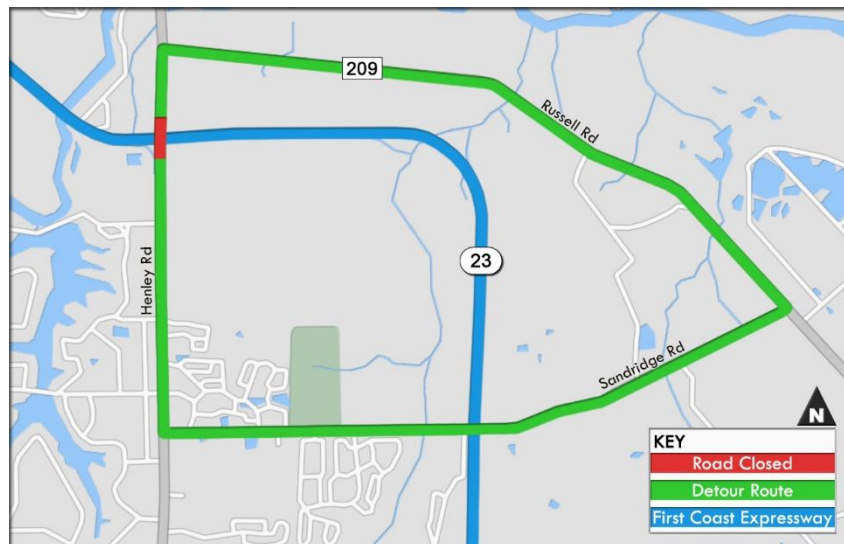 209
Russell Rd
Henley Rd
23
Sandridge Rd
N
KEY
Road Closed
Detour Route
First Coast Expressway